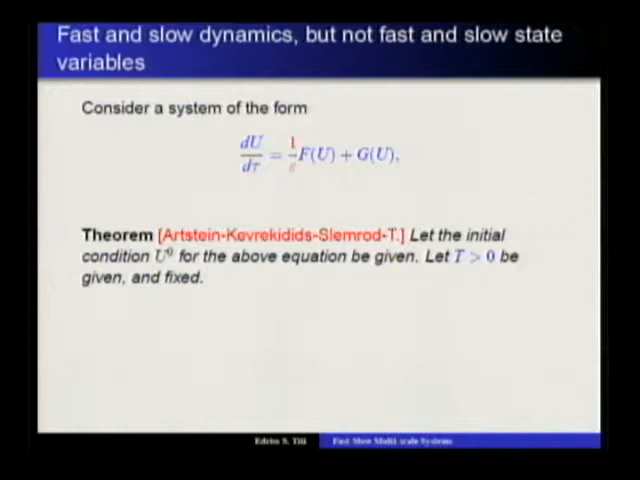 Fast and slow dynamics, but not fast and slow state
variables
Consider a system of the form
dU/dτ = 1/ε F(U) + G(U),
Theorem [Artstein-Kevrekidids-Slemrod-T.] Let the initial
condition U⁰ for the above equation be given. Let T > 0 be
given, and fixed.
Edriss S. Titi Fast Slow Multi scale Systems